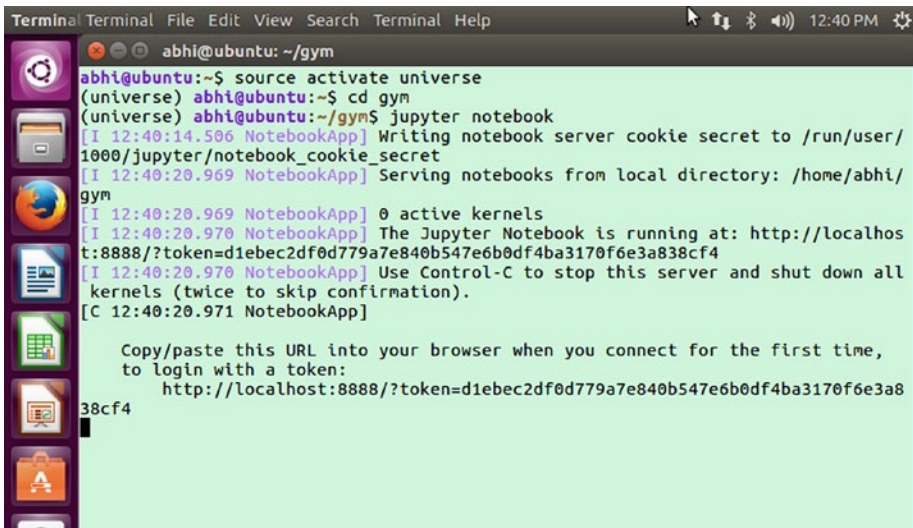 Terminal Terminal File Edit View Search Terminal Help 12:40 PM
abhi@ubuntu: ~/gym
abhi@ubuntu:~$ source activate universe
(universe) abhi@ubuntu:~$ cd gym
(universe) abhi@ubuntu:~/gym$ jupyter notebook
[I 12:40:14.506 NotebookApp] Writing notebook server cookie secret to /run/user/
1000/jupyter/notebook_cookie_secret
[I 12:40:20.969 NotebookApp] Serving notebooks from local directory: /home/abhi/
gym
[I 12:40:20.969 NotebookApp] 0 active kernels
[I 12:40:20.970 NotebookApp] The Jupyter Notebook is running at: http://localhos
t:8888/?token=d1ebec2df0d779a7e840b547e6b0df4ba3170f6e3a838cf4
[I 12:40:20.970 NotebookApp] Use Control-C to stop this server and shut down all
 kernels (twice to skip confirmation).
[C 12:40:20.971 NotebookApp]
    Copy/paste this URL into your browser when you connect for the first time,
    to login with a token:
        http://localhost:8888/?token=d1ebec2df0d779a7e840b547e6b0df4ba3170f6e3a8
38cf4